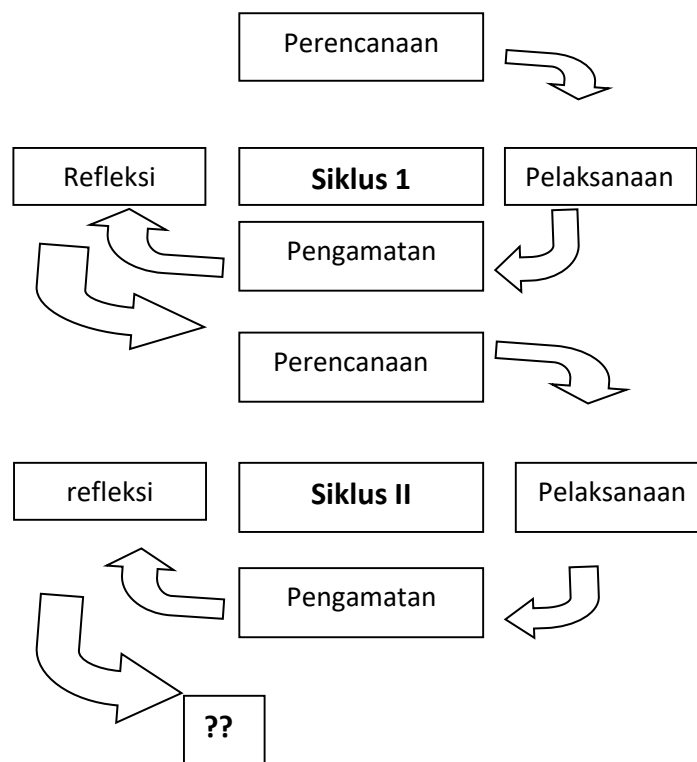 Perencanaan
Refleksi
Siklus 1
Pelaksanaan
Pengamatan
Perencanaan
refleksi
Siklus II
Pelaksanaan
Pengamatan
??